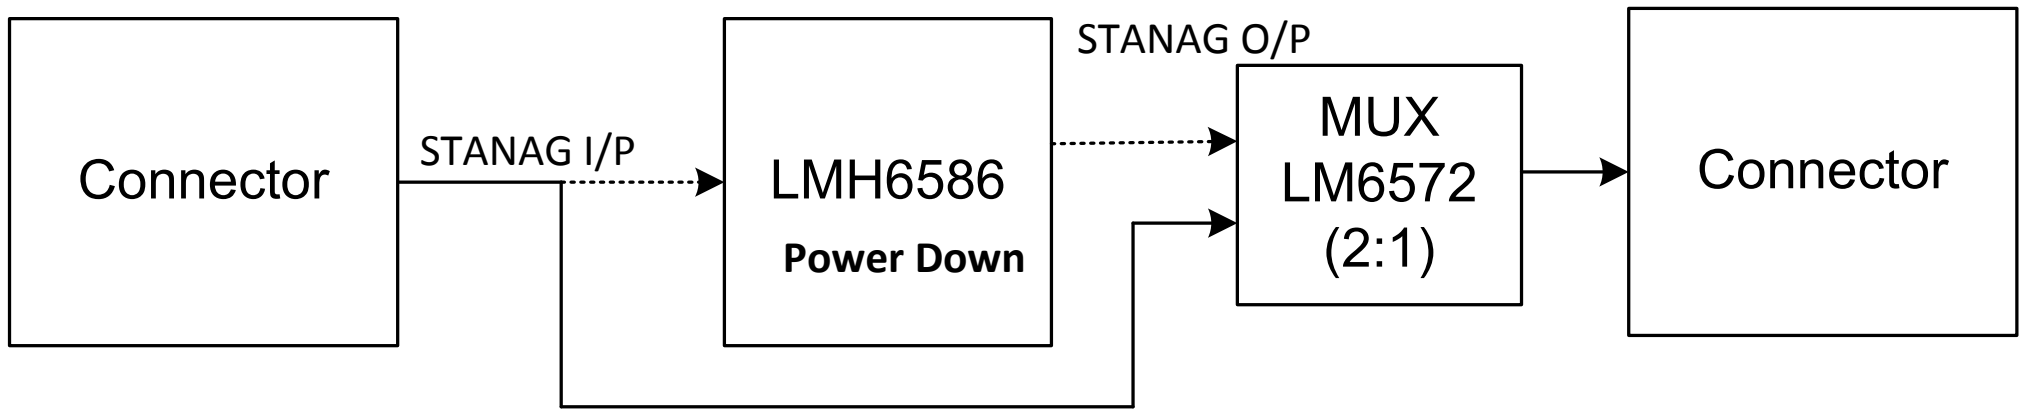 Connector
STANAG I/P
LMH6586
Power Down
STANAG O/P
MUX
LM6572
(2:1)
Connector